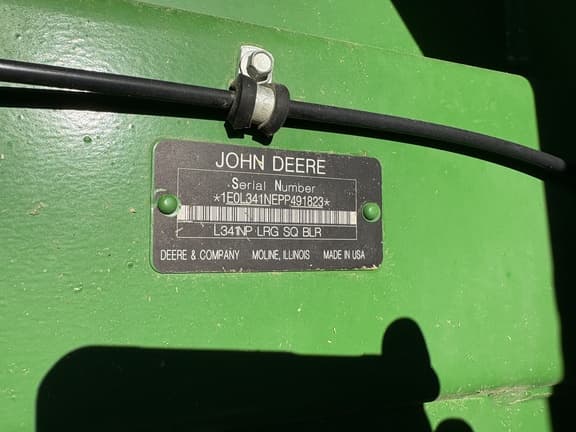 JOHN DEERE
Serial Number
*1E0L341NEPP491823*
L341NP LRG SQ BLR
DEERE & COMPANY MOLINE, ILLINOIS MADE IN USA